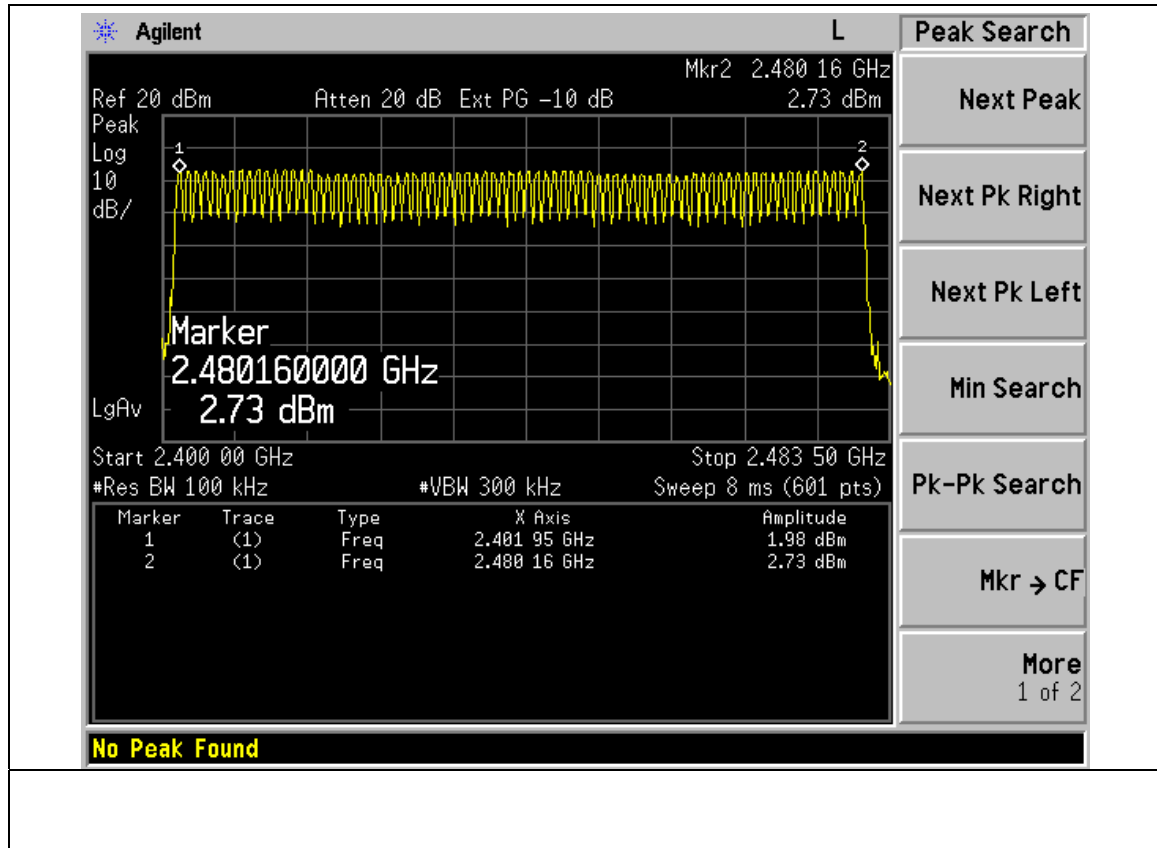 Agilent L Peak Search
Mkr2 2.480 16 GHz
Ref 20 dBm Atten 20 dB Ext PG -10 dB 2.73 dBm
Peak
Log
10
dB/
1
2
Marker
2.480160000 GHz
2.73 dBm
LgAv
Start 2.400 00 GHz Stop 2.483 50 GHz
#Res BW 100 kHz #VBW 300 kHz Sweep 8 ms (601 pts)
Marker Trace Type X Axis Amplitude
1 (1) Freq 2.401 95 GHz 1.98 dBm
2 (1) Freq 2.480 16 GHz 2.73 dBm
Next Peak
Next Pk Right
Next Pk Left
Min Search
Pk-Pk Search
Mkr → CF
More
1 of 2
No Peak Found